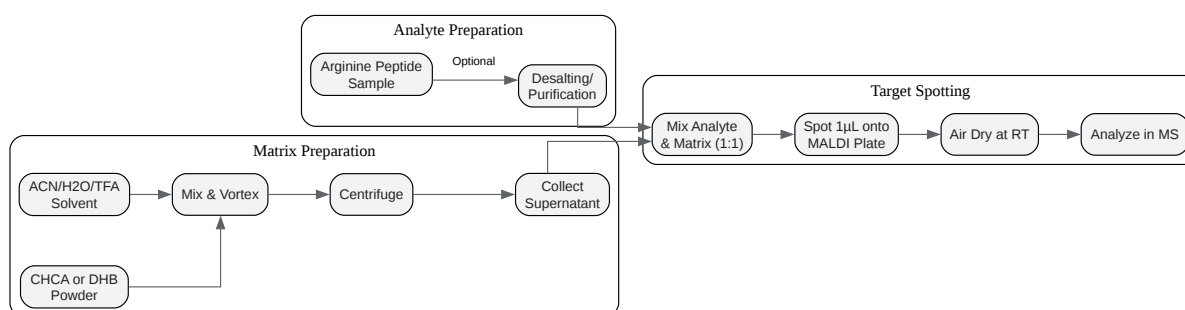 Analyte Preparation
Arginine Peptide
Sample
Optional
Desalting/
Purification
Target Spotting
Mix Analyte
& Matrix (1:1)
Spot 1µL onto
MALDI Plate
Air Dry at RT
Analyze in MS
Matrix Preparation
ACN/H2O/TFA
Solvent
Mix & Vortex
Centrifuge
Collect
Supernatant
CHCA or DHB
Powder